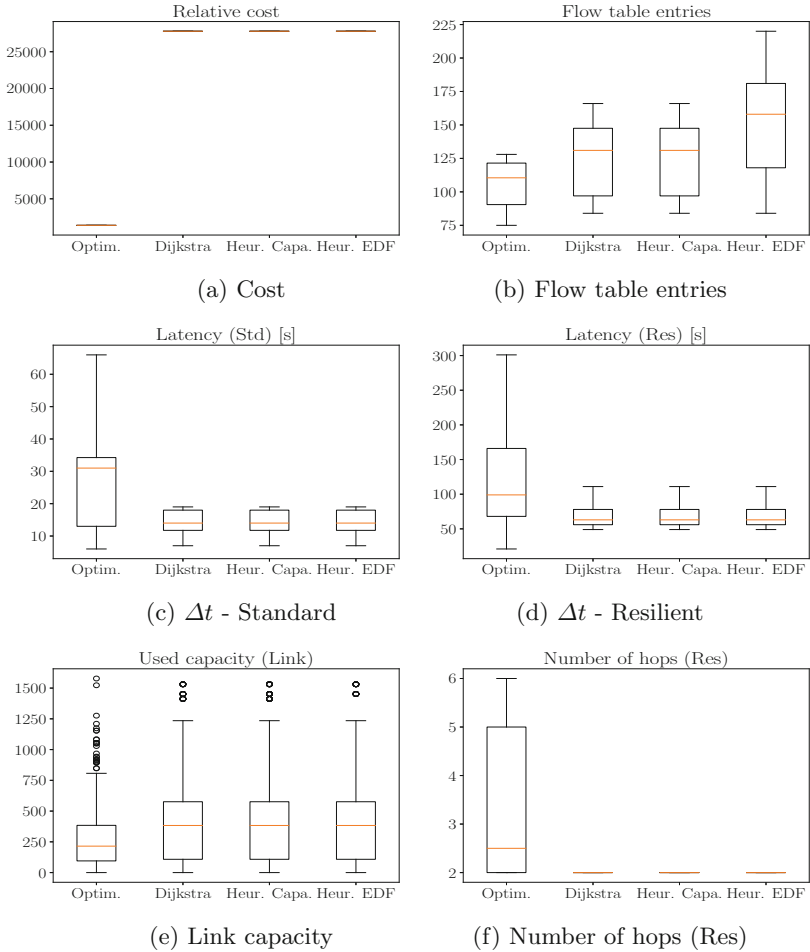 Relative cost
25000
20000
15000
10000
5000
Optim. Dijkstra Heur. Capa. Heur. EDF
(a) Cost
Flow table entries
225
200
175
150
125
100
75
Optim. Dijkstra Heur. Capa. Heur. EDF
(b) Flow table entries
Latency (Std) [s]
60
50
40
30
20
10
Optim. Dijkstra Heur. Capa. Heur. EDF
(c) Δt - Standard
Latency (Res) [s]
300
250
200
150
100
50
Optim. Dijkstra Heur. Capa. Heur. EDF
(d) Δt - Resilient
Used capacity (Link)
1500
1250
1000
750
500
250
0
Optim. Dijkstra Heur. Capa. Heur. EDF
(e) Link capacity
Number of hops (Res)
6
5
4
3
2
Optim. Dijkstra Heur. Capa. Heur. EDF
(f) Number of hops (Res)